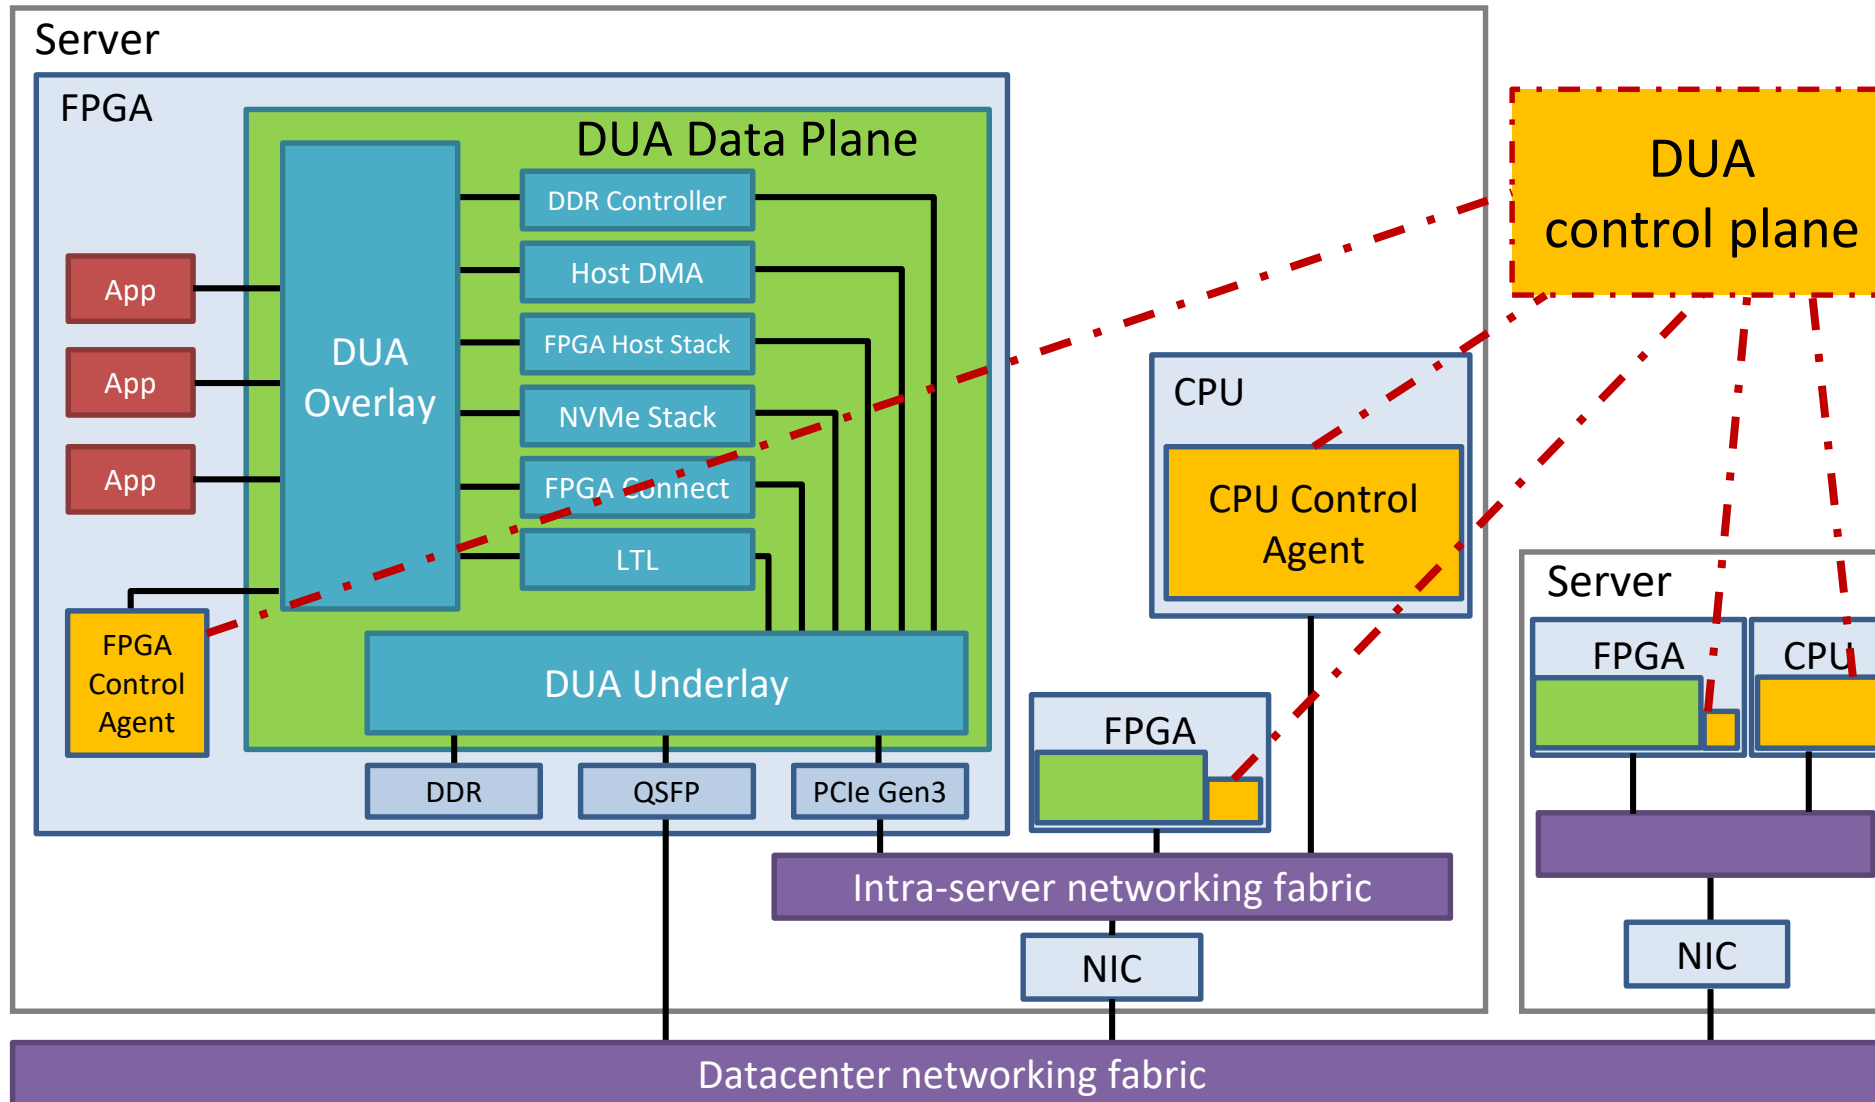 Server
FPGA
DUA Data Plane
DUA
Overlay
DDR Controller
Host DMA
FPGA Host Stack
NVMe Stack
FPGA Connect
LTL
App
App
App
FPGA
Control
Agent
DUA Underlay
DDR
QSFP
PCIe Gen3
CPU
CPU Control
Agent
FPGA
Intra-server networking fabric
NIC
DUA
control plane
Server
FPGA
CPU
NIC
Datacenter networking fabric